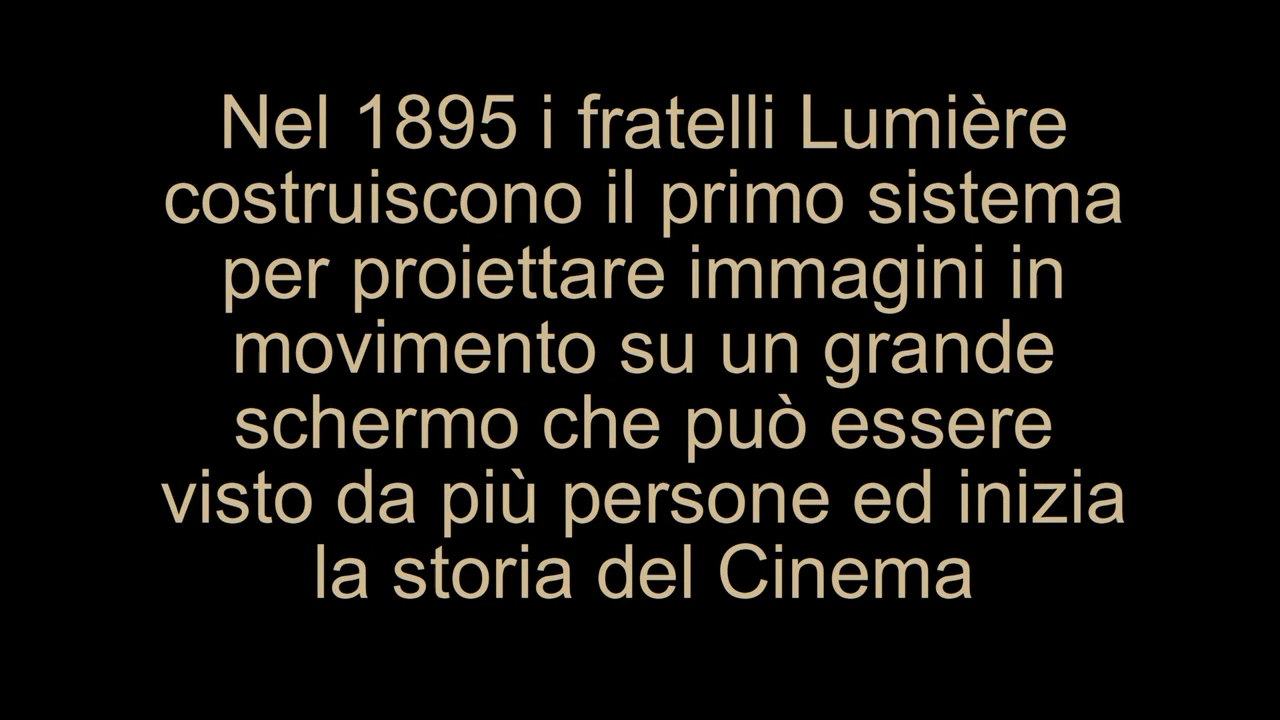 Nel 1895 i fratelli Lumière
costruiscono il primo sistema
per proiettare immagini in
movimento su un grande
schermo che può essere
visto da più persone ed inizia
la storia del Cinema